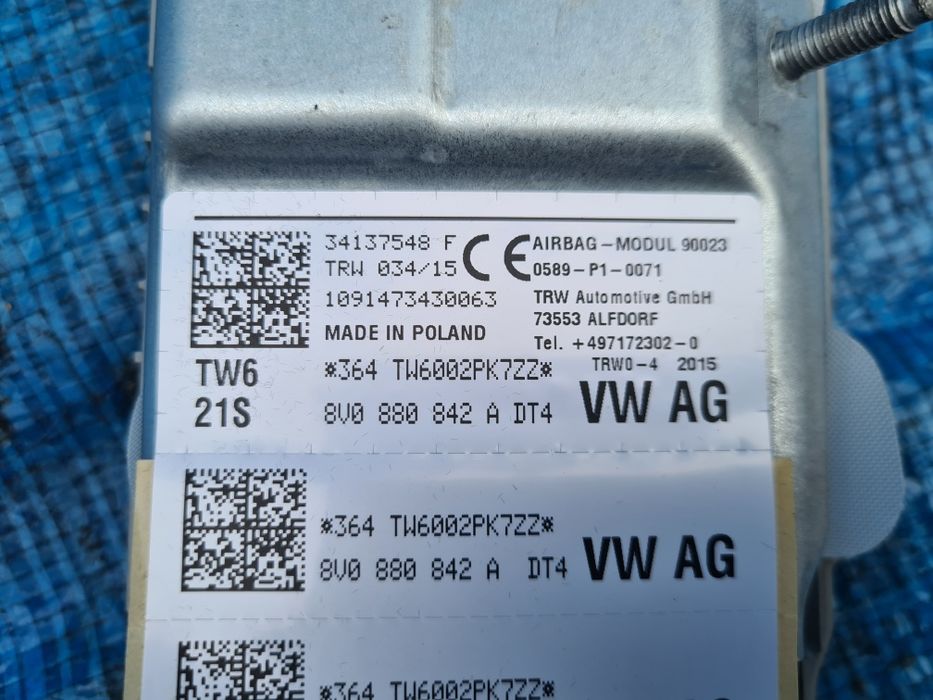 34137548 F
TRW 034/15
1091473430063
MADE IN POLAND
CE
AIRBAG-MODUL 90023
0589-P1-0071
TRW Automotive GmbH
73553 ALFDORF
Tel. +497172302-0
TRW0-4 2015
TW6
21S
*364 TW6002PK7ZZ*
8V0 880 842 A DT4
VW AG
*364 TW6002PK7ZZ*
8V0 880 842 A DT4
VW AG
*364 TW6002PK7ZZ*